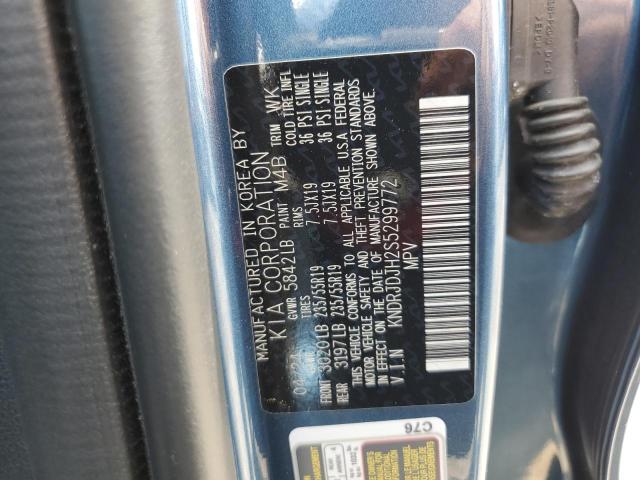 MANUFACTURED IN KOREA BY
KIA CORPORATION
GVWR 5842LB PAINT M4B TRIM WK
RIMS COLD TIRE INFL
FRONT 3020LB 235/55R19 7.5JX19 36 PSI SINGLE
REAR 3197LB 235/55R19 7.5JX19 36 PSI SINGLE
THIS VEHICLE CONFORMS TO ALL APPLICABLE U.S.A. FEDERAL
MOTOR VEHICLE SAFETY AND THEFT PREVENTION STANDARDS
IN EFFECT ON THE DATE OF MANUFACTURE SHOWN ABOVE.
V.I.N KNDRJDJH2S5299772
MPV
C76